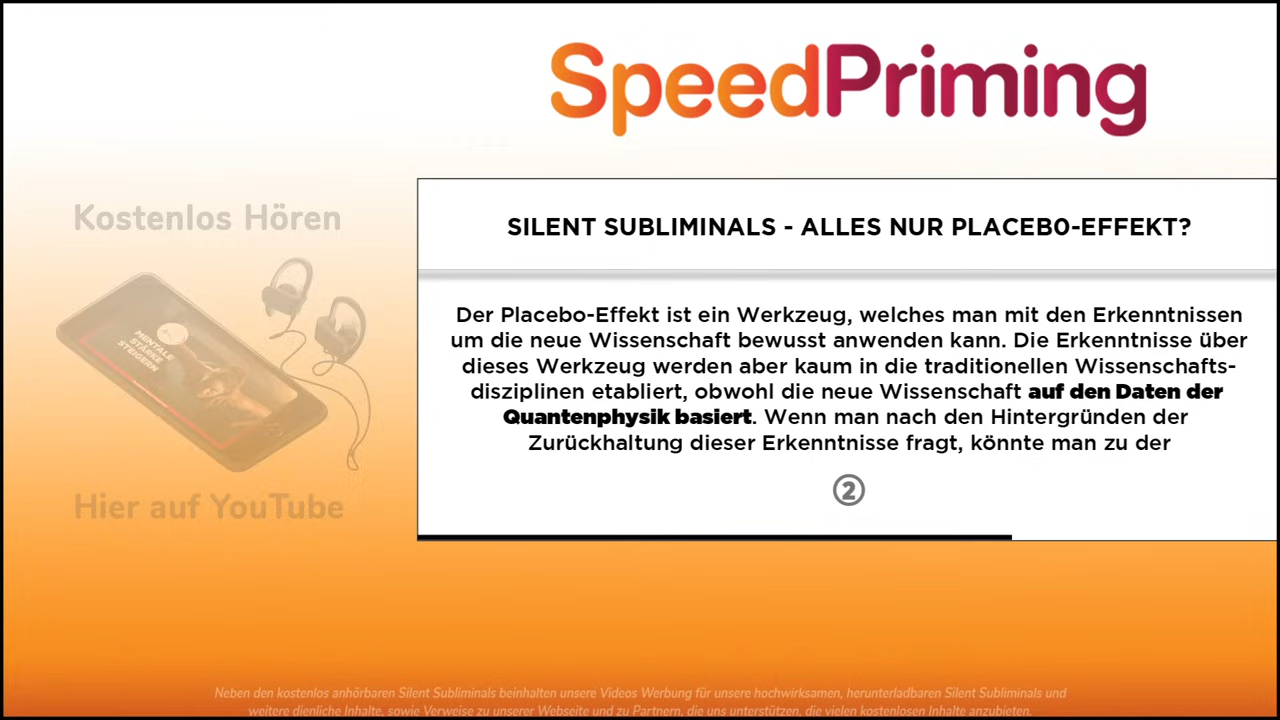 SpeedPriming
Kostenlos Hören
MENTALE
STÄRKE
STEIGERN
Hier auf YouTube
SILENT SUBLIMINALS - ALLES NUR PLACEB0-EFFEKT?
Der Placebo-Effekt ist ein Werkzeug, welches man mit den Erkenntnissen
um die neue Wissenschaft bewusst anwenden kann. Die Erkenntnisse über
dieses Werkzeug werden aber kaum in die traditionellen Wissenschafts-
disziplinen etabliert, obwohl die neue Wissenschaft auf den Daten der
Quantenphysik basiert. Wenn man nach den Hintergründen der
Zurückhaltung dieser Erkenntnisse fragt, könnte man zu der
2
Neben den kostenlos anhörbaren Silent Subliminals beinhalten unsere Videos Werbung für unsere hochwirksamen, herunterladbaren Silent Subliminals und
weitere dienliche Inhalte, sowie Verweise zu unserer Webseite und zu Partnern, die uns unterstützen, die vielen kostenlosen Inhalte anzubieten.